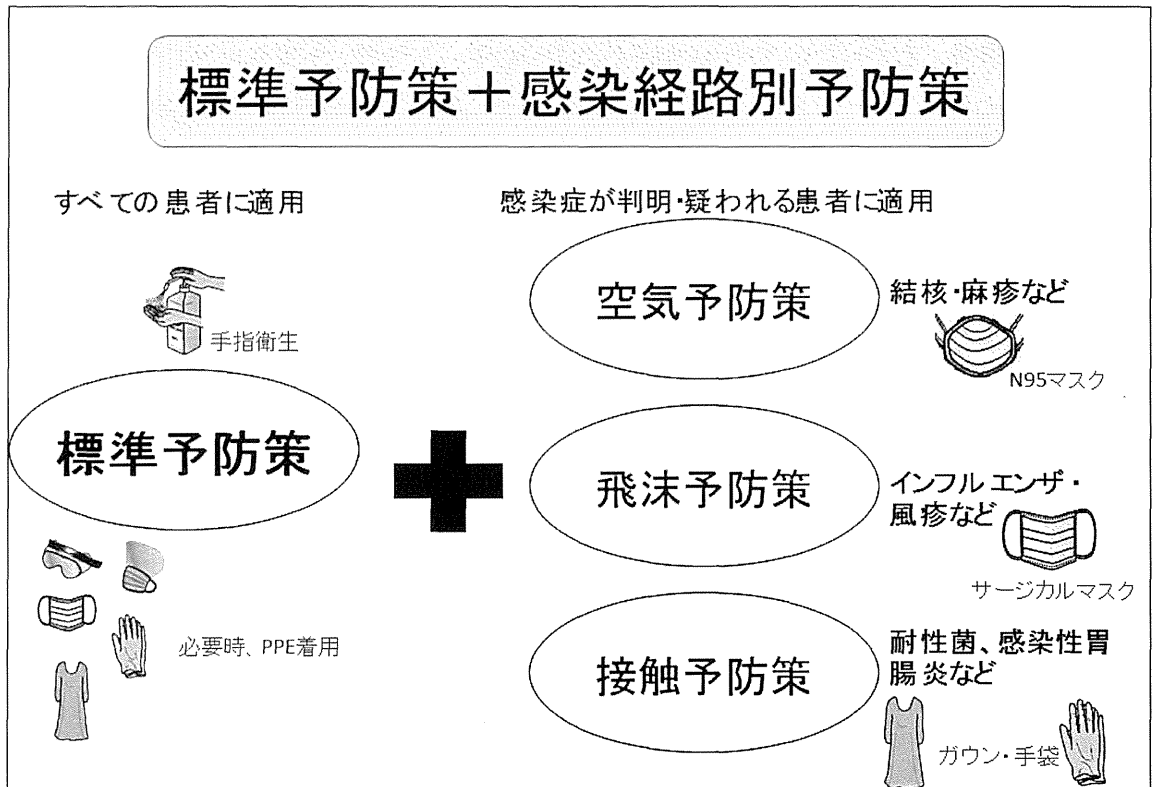 標準予防策＋感染経路別予防策
すべての患者に適用
手指衛生
標準予防策
必要時、PPE着用
感染症が判明・疑われる患者に適用
空気予防策
結核・麻疹など
N95マスク
飛沫予防策
インフルエンザ・
風疹など
サージカルマスク
接触予防策
耐性菌、感染性胃
腸炎など
ガウン・手袋